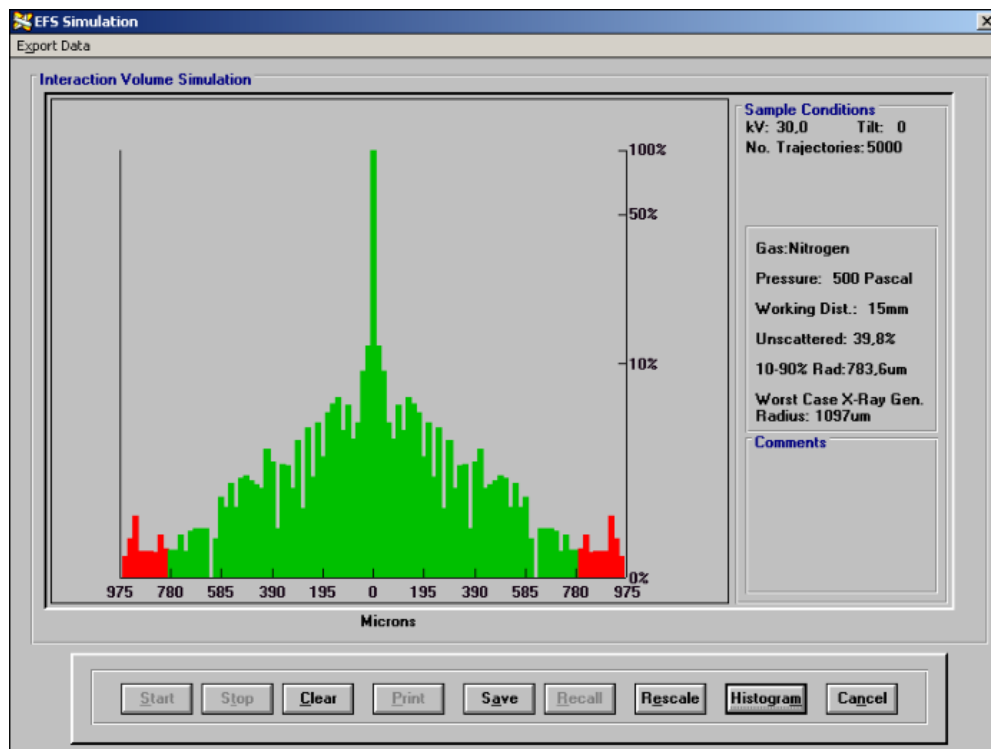 EFS Simulation
Export Data
Interaction Volume Simulation
100%
50%
10%
0%
975 780 585 390 195 0 195 390 585 780 975
Microns
Sample Conditions
kV: 30,0 Tilt: 0
No. Trajectories:5000
Gas:Nitrogen
Pressure: 500 Pascal
Working Dist.: 15mm
Unscattered: 39,8%
10-90% Rad:783,6um
Worst Case X-Ray Gen.
Radius: 1097um
Comments
Start Stop Clear Print Save Recall Rescale Histogram Cancel